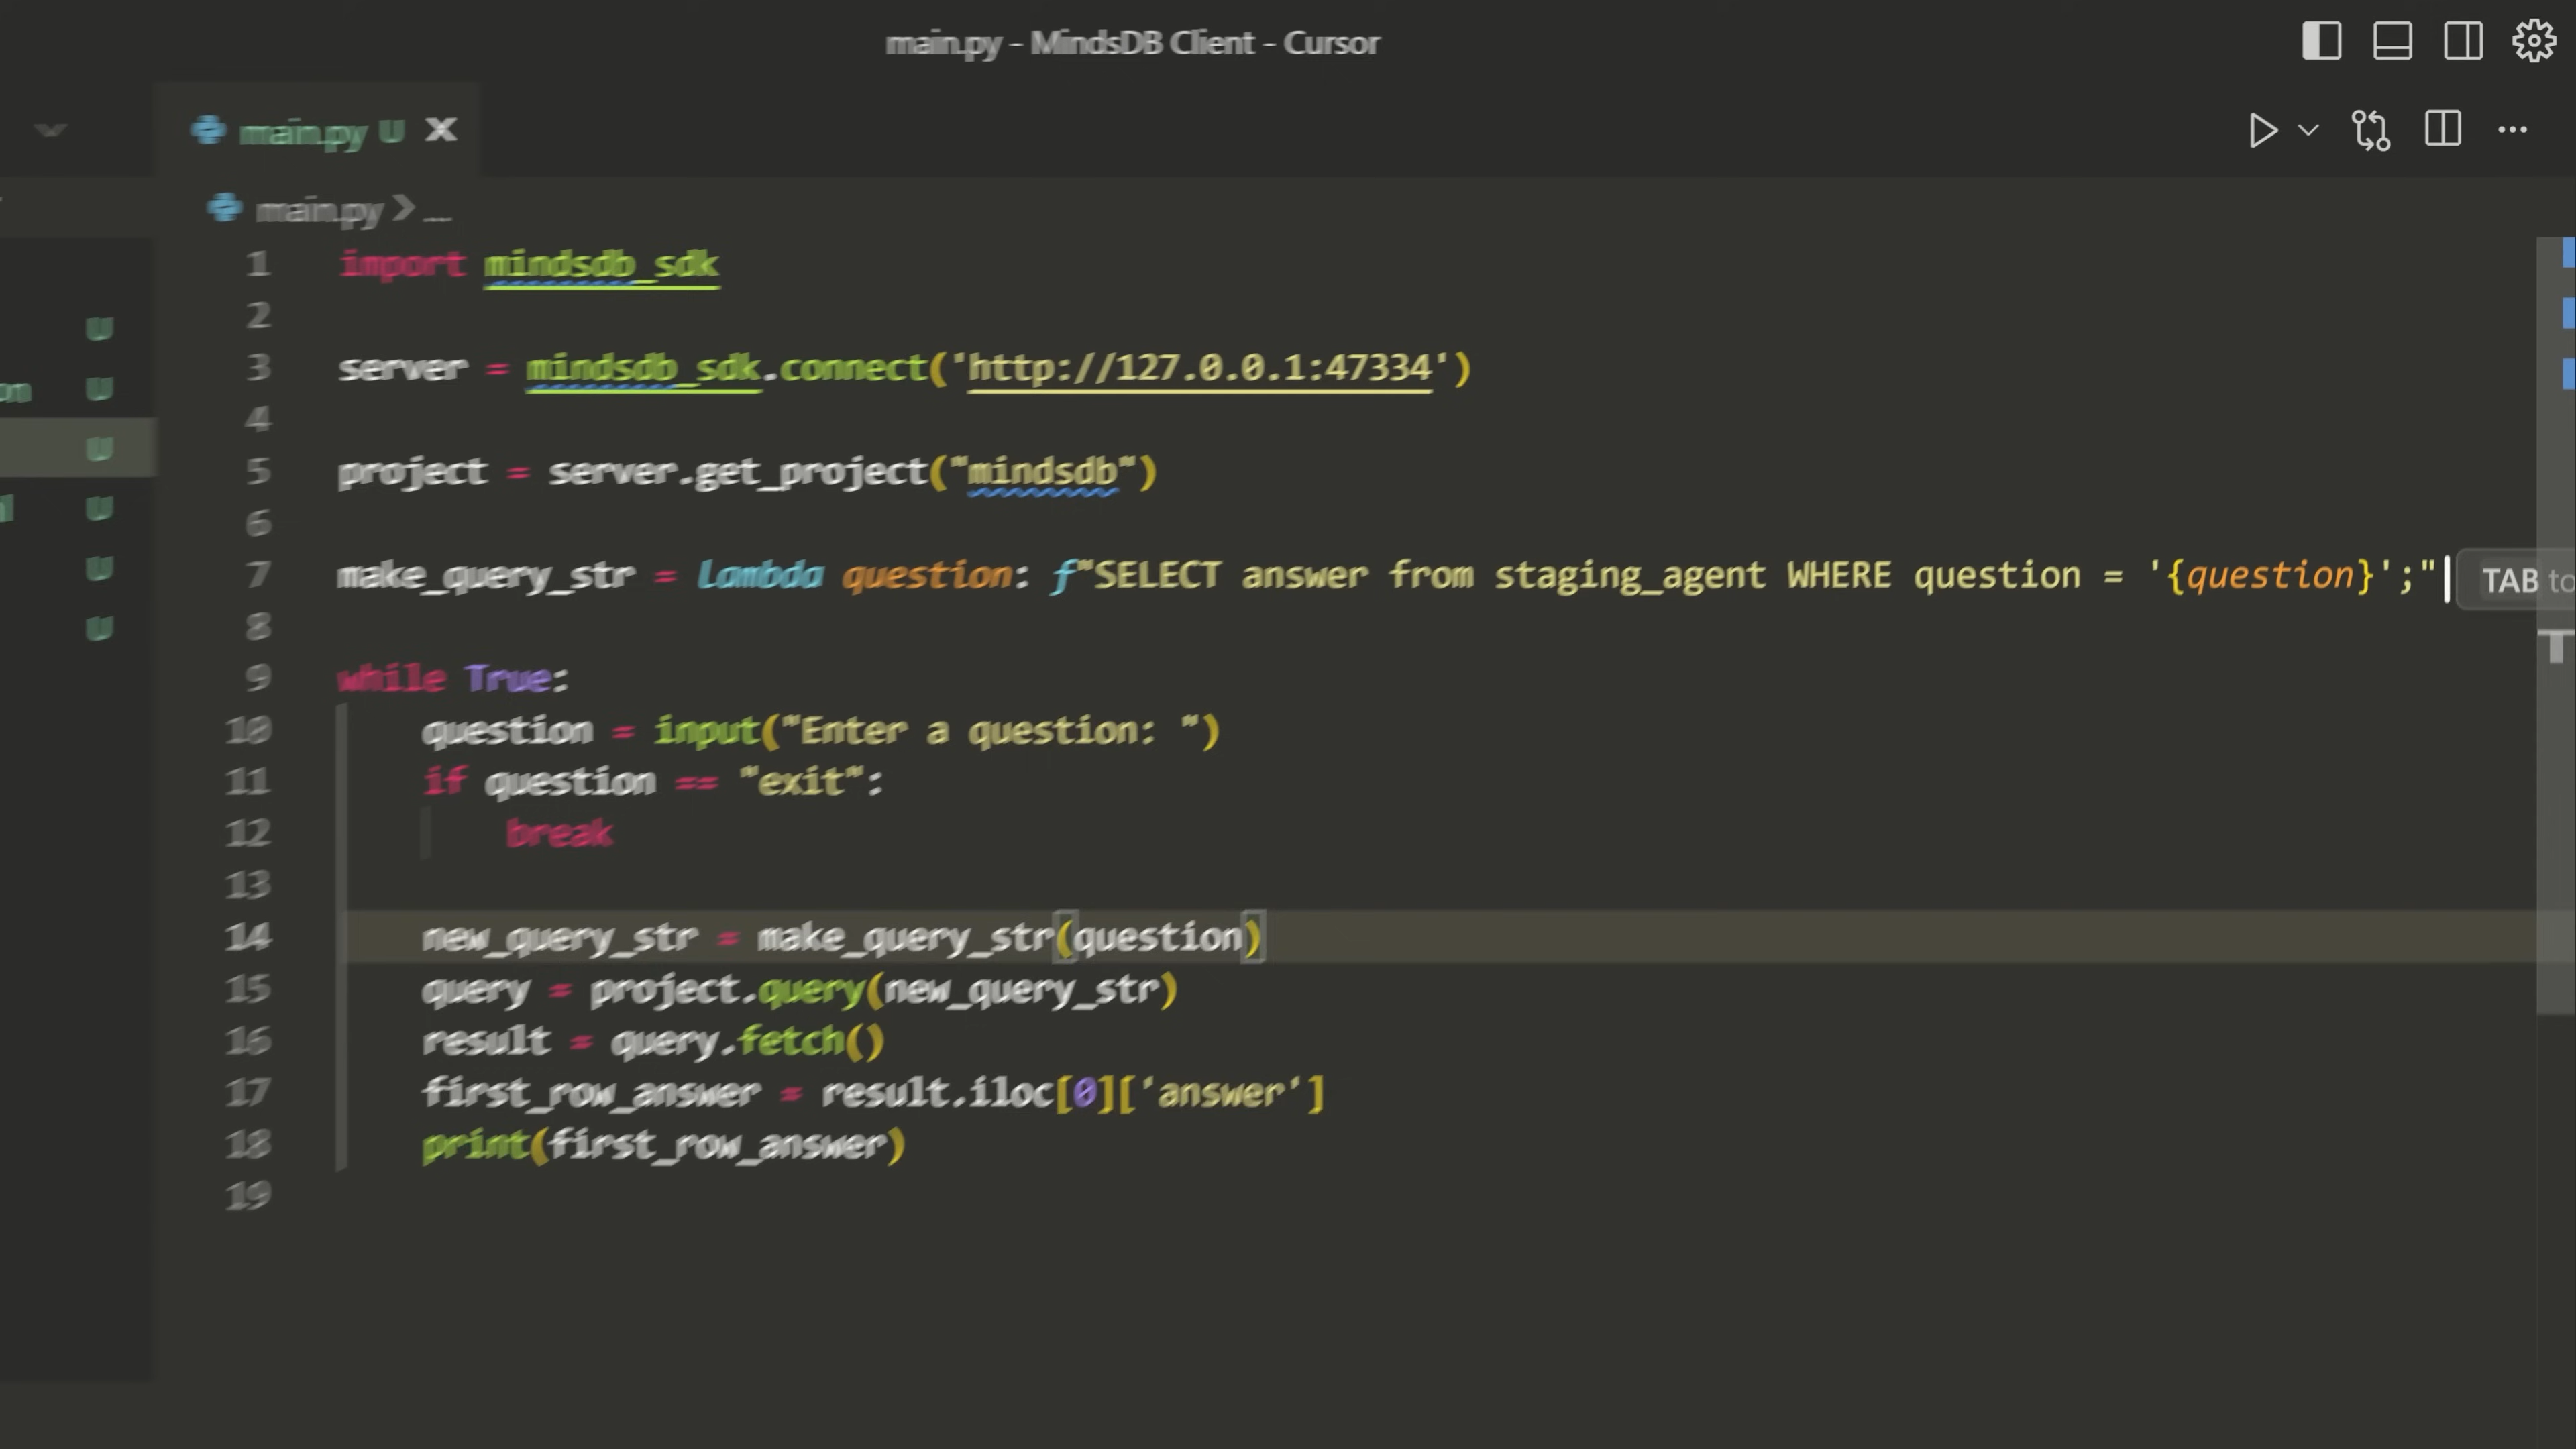 main.py - MindsDB Client - Cursor
main.py U
main.py
U
on U
U
U
U
U
1 import mindsdb_sdk
2
3 server = mindsdb_sdk.connect('http://127.0.0.1:47334')
4
5 project = server.get_project("mindsdb")
6
7 make_query_str = lambda question: f"SELECT answer from staging_agent WHERE question = '{question}';" TAB to
8
9 while True:
10 question = input("Enter a question: ")
11 if question == "exit":
12 break
13
14 new_query_str = make_query_str(question)
15 query = project.query(new_query_str)
16 result = query.fetch()
17 first_row_answer = result.iloc[0]['answer']
18 print(first_row_answer)
19